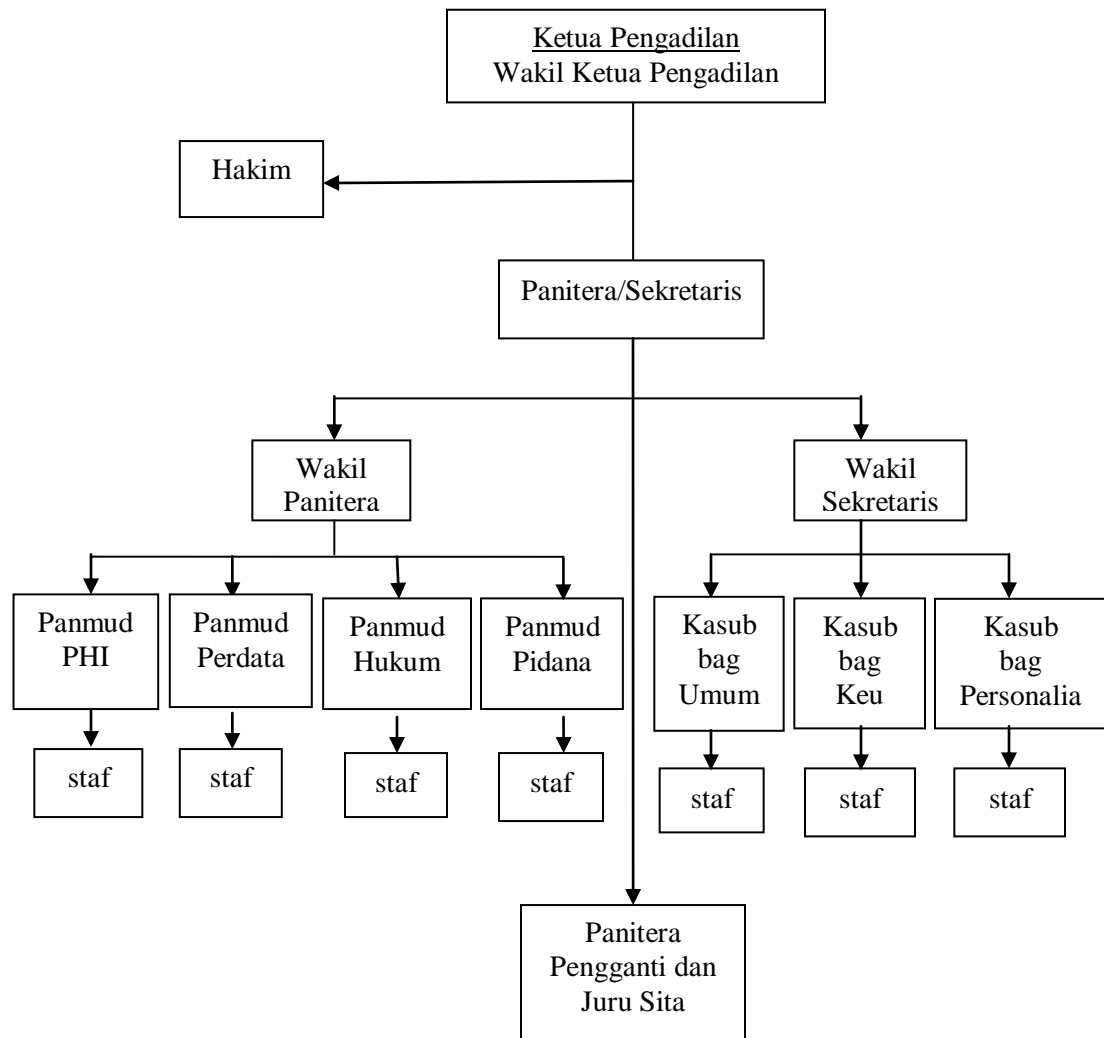 Ketua Pengadilan
Wakil Ketua Pengadilan
Hakim
Panitera/Sekretaris
Wakil
Panitera
Wakil
Sekretaris
Panmud
PHI
Panmud
Perdata
Panmud
Hukum
Panmud
Pidana
Kasub
bag
Umum
Kasub
bag
Keu
Kasub
bag
Personalia
staf
staf
staf
staf
staf
staf
staf
Panitera
Pengganti dan
Juru Sita